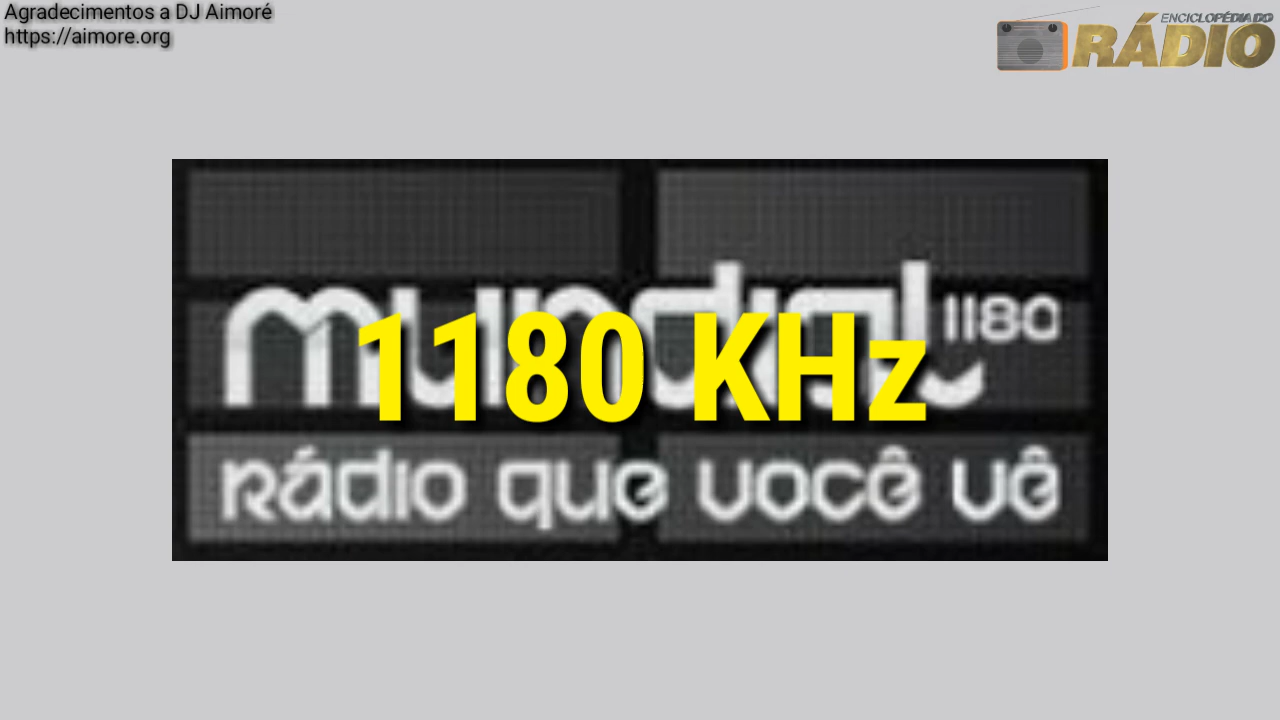 Agradecimentos a DJ Aimoré
https://aimore.org
ENCICLOPÉDIA DO
RÁDIO
mundial 1180
1180 KHz
rádio que você vê